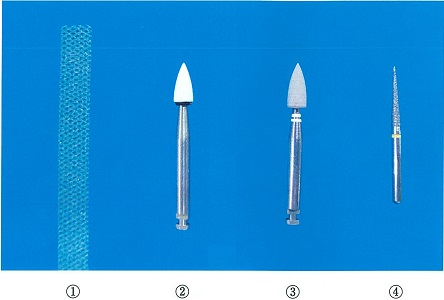 ① ② ③ ④